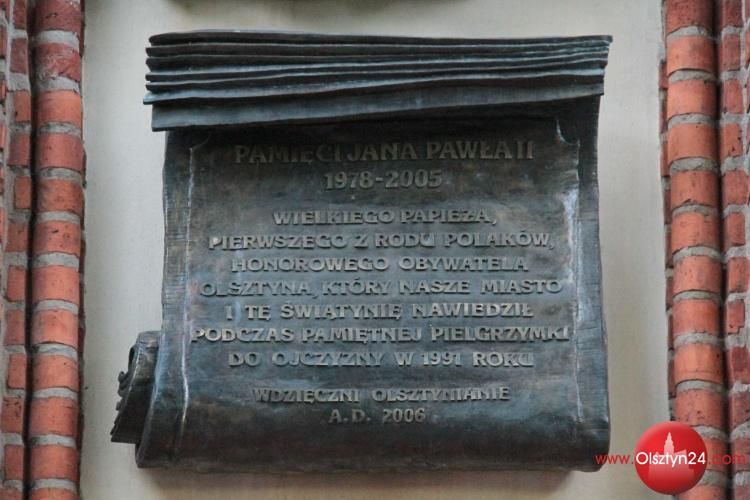 PAMIĘCI JANA PAWŁA II
1978-2005
WIELKIEGO PAPIEŻA,
PIERWSZEGO Z RODU POLAKÓW,
HONOROWEGO OBYWATELA
OLSZTYNA, KTÓRY NASZE MIASTO
I TĘ ŚWIĄTYNIĘ NAWIEDZIŁ
PODCZAS PAMIĘTNEJ PIELGRZYMKI
DO OJCZYZNY W 1991 ROKU
WDZIĘCZNI OLSZTYNIANIE
A.D. 2006
www.Olsztyn24.com